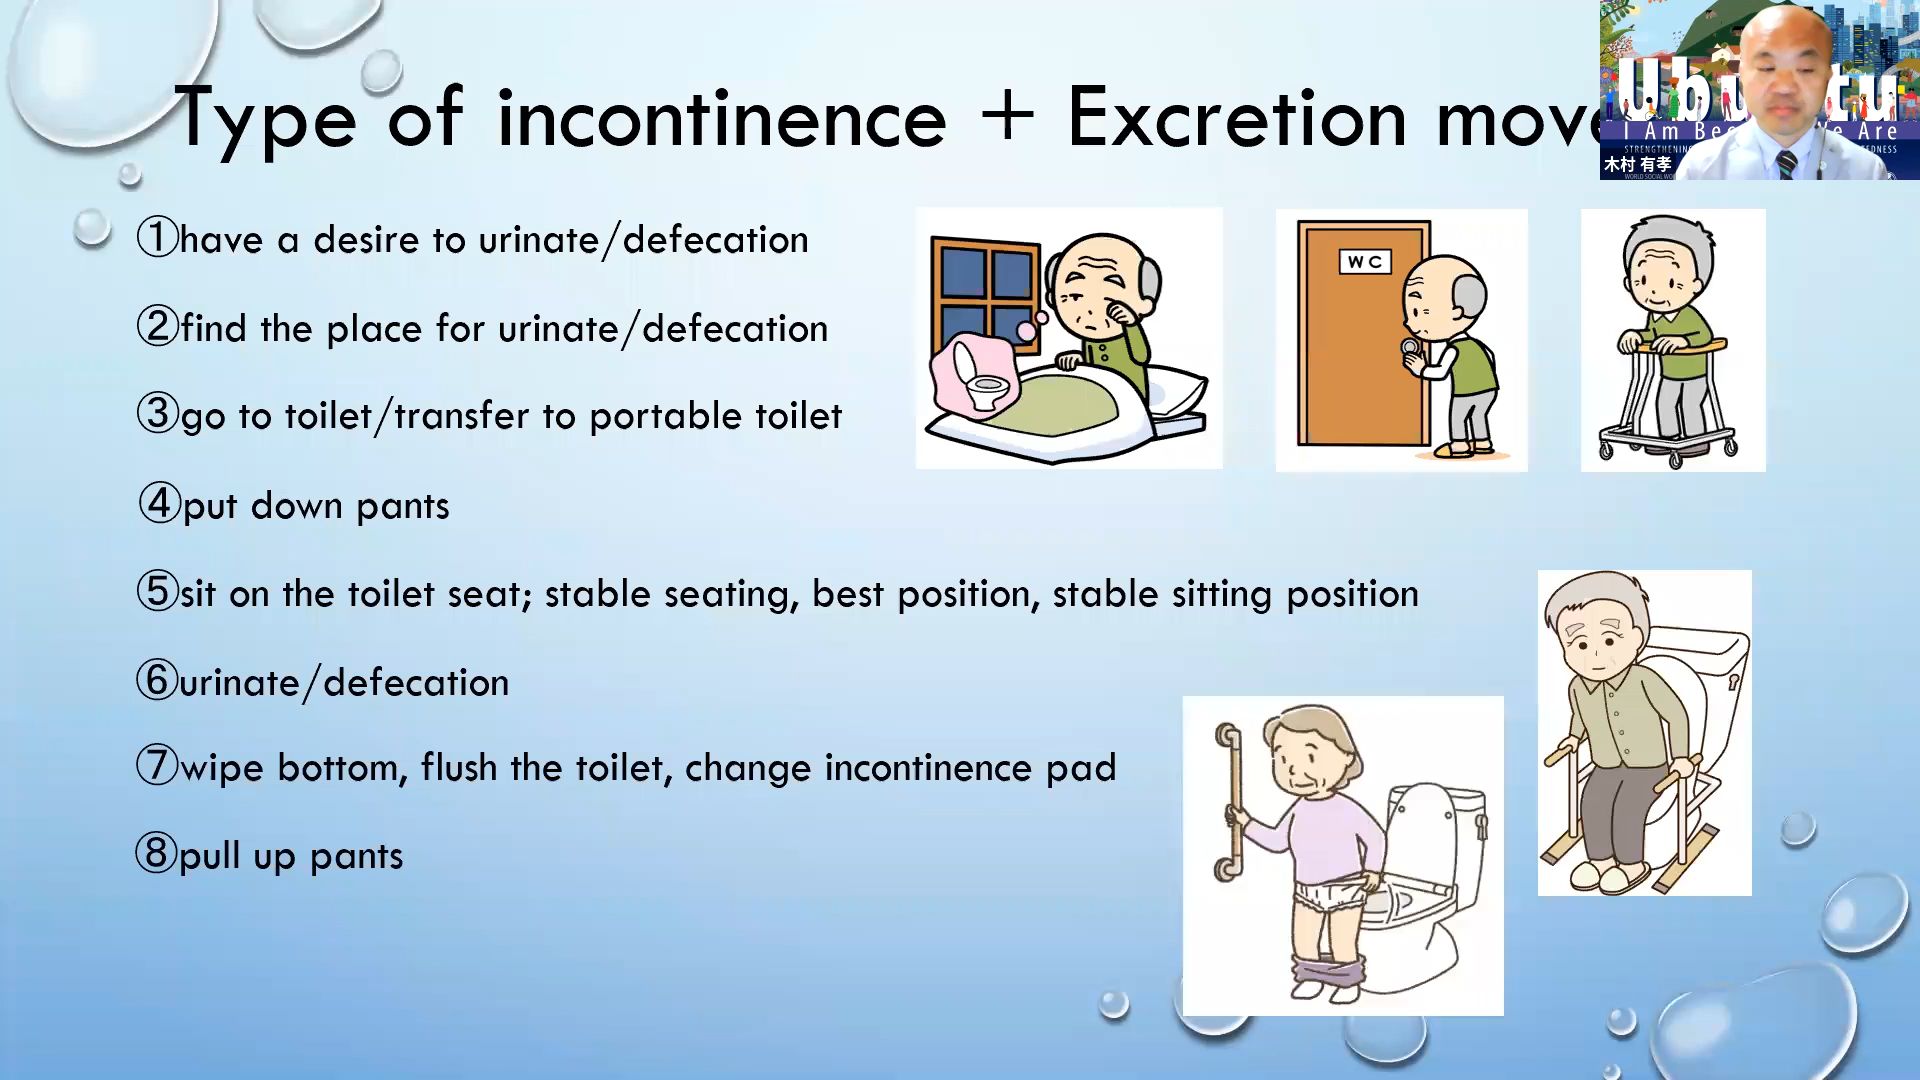 Type of incontinence + Excretion move
①have a desire to urinate/defecation
②find the place for urinate/defecation
③go to toilet/transfer to portable toilet
④put down pants
⑤sit on the toilet seat; stable seating, best position, stable sitting position
⑥urinate/defecation
⑦wipe bottom, flush the toilet, change incontinence pad
⑧pull up pants
WC
I Am Are
木村 有孝